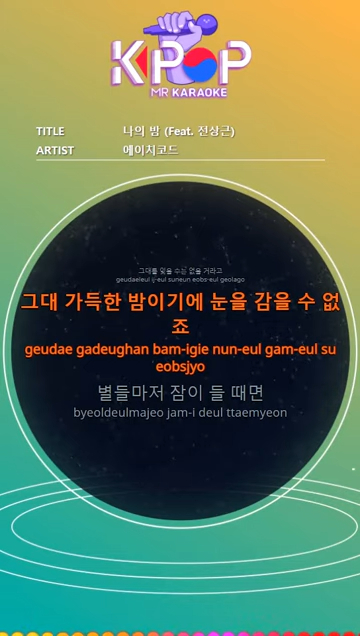 KPOP
MR KARAOKE
TITLE 나의 밤 (Feat. 전상근)
ARTIST 에이치코드
그대를 잊을 수는 없을 거라고
geudaeleul ij-eul suneun eobs-eul geolago
그대 가득한 밤이기에 눈을 감을 수 없
죠
geudae gadeughan bam-igie nun-eul gam-eul su
eobsjyo
별들마저 잠이 들 때면
byeoldeulmajeo jam-i deul ttaemyeon